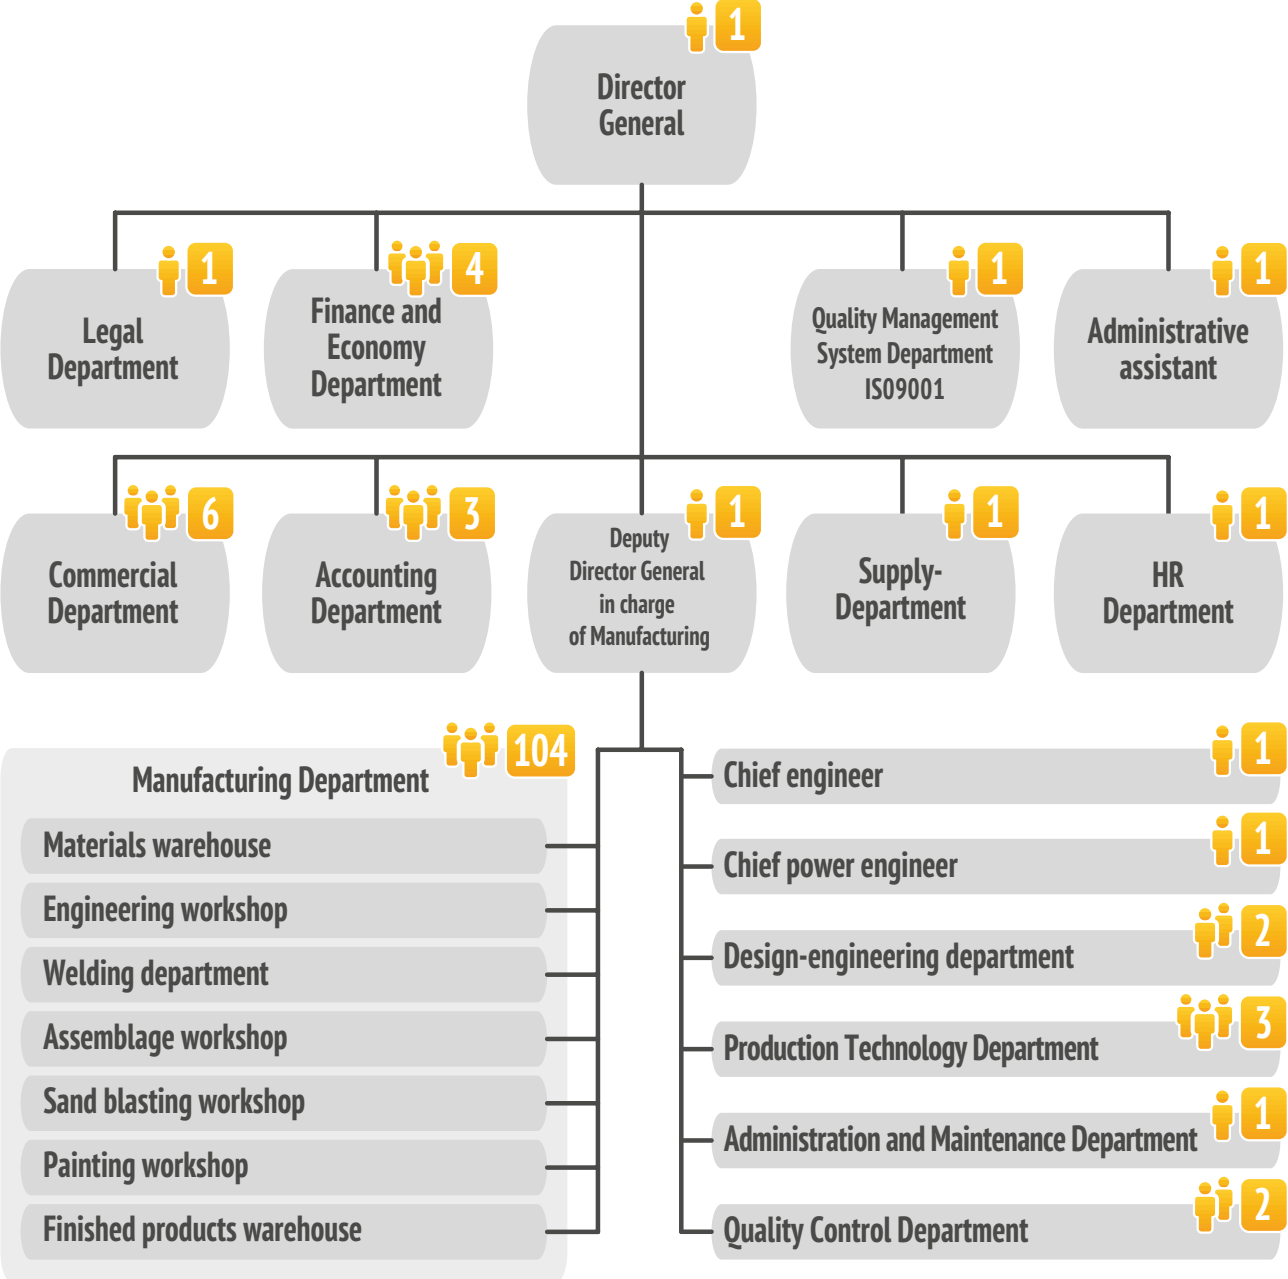 1
Director
General
1
Legal
Department
4
Finance and
Economy
Department
1
Quality Management
System Department
IS09001
1
Administrative
assistant
6
Commercial
Department
3
Accounting
Department
1
Deputy
Director General
in charge
of Manufacturing
1
Supply-
Department
1
HR
Department
104
Manufacturing Department
Materials warehouse
Engineering workshop
Welding department
Assemblage workshop
Sand blasting workshop
Painting workshop
Finished products warehouse
1
Chief engineer
1
Chief power engineer
2
Design-engineering department
3
Production Technology Department
1
Administration and Maintenance Department
2
Quality Control Department